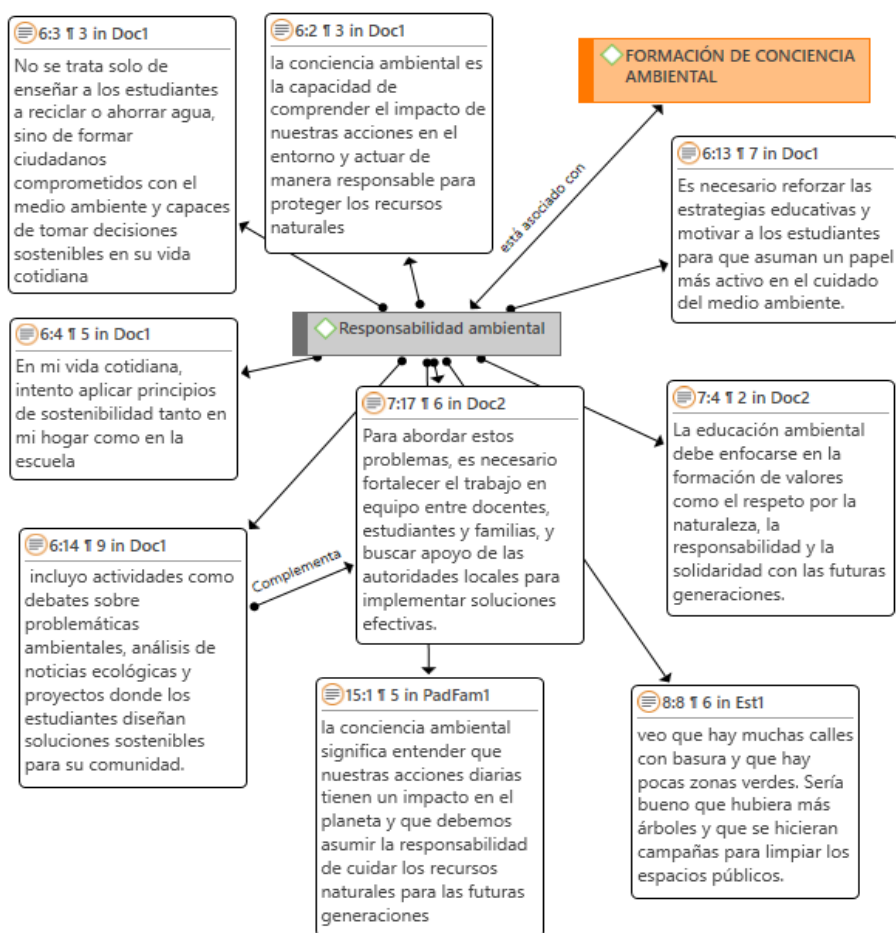 6:3 ¶ 3 in Doc1
No se trata solo de
enseñar a los estudiantes
a reciclar o ahorrar agua,
sino de formar
ciudadanos
comprometidos con el
medio ambiente y capaces
de tomar decisiones
sostenibles en su vida
cotidiana
6:2 ¶ 3 in Doc1
la conciencia ambiental es
la capacidad de
comprender el impacto de
nuestras acciones en el
entorno y actuar de
manera responsable para
proteger los recursos
naturales
FORMACIÓN DE CONCIENCIA
AMBIENTAL
está asociado con
6:13 ¶ 7 in Doc1
Es necesario reforzar las
estrategias educativas y
motivar a los estudiantes
para que asuman un papel
más activo en el cuidado
del medio ambiente.
Responsabilidad ambiental
6:4 ¶ 5 in Doc1
En mi vida cotidiana,
intento aplicar principios
de sostenibilidad tanto en
mi hogar como en la
escuela
7:17 ¶ 6 in Doc2
Para abordar estos
problemas, es necesario
fortalecer el trabajo en
equipo entre docentes,
estudiantes y familias, y
buscar apoyo de las
autoridades locales para
implementar soluciones
efectivas.
7:4 ¶ 2 in Doc2
La educación ambiental
debe enfocarse en la
formación de valores
como el respeto por la
naturaleza, la
responsabilidad y la
solidaridad con las futuras
generaciones.
6:14 ¶ 9 in Doc1
incluyo actividades como
debates sobre
problemáticas
ambientales, análisis de
noticias ecológicas y
proyectos donde los
estudiantes diseñan
soluciones sostenibles
para su comunidad.
Complementa
15:1 ¶ 5 in PadFam1
la conciencia ambiental
significa entender que
nuestras acciones diarias
tienen un impacto en el
planeta y que debemos
asumir la responsabilidad
de cuidar los recursos
naturales para las futuras
generaciones
8:8 ¶ 6 in Est1
veo que hay muchas calles
con basura y que hay
pocas zonas verdes. Sería
bueno que hubiera más
árboles y que se hicieran
campañas para limpiar los
espacios públicos.